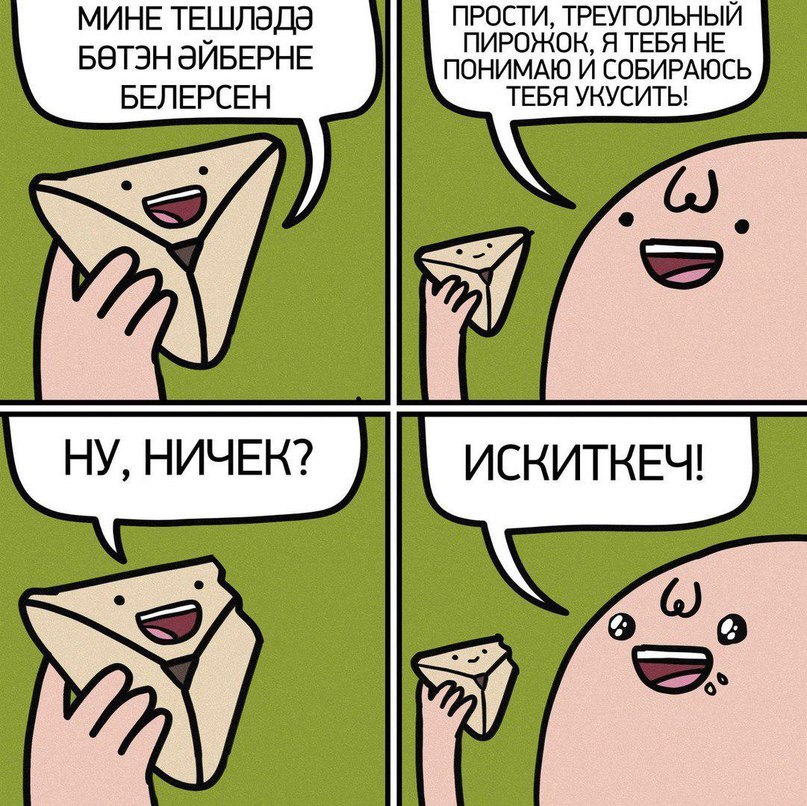 МИНЕ ТЕШЛӘДӘ
БӨТЭН ӘЙБЕРНЕ
БЕЛЕРСЕН
ПРОСТИ, ТРЕУГОЛЬНЫЙ
ПИРОЖОК, Я ТЕБЯ НЕ
ПОНИМАЮ И СОБИРАЮСЬ
ТЕБЯ УКУСИТЬ!
НУ, НИЧЕК?
ИСКИТКЕЧ!